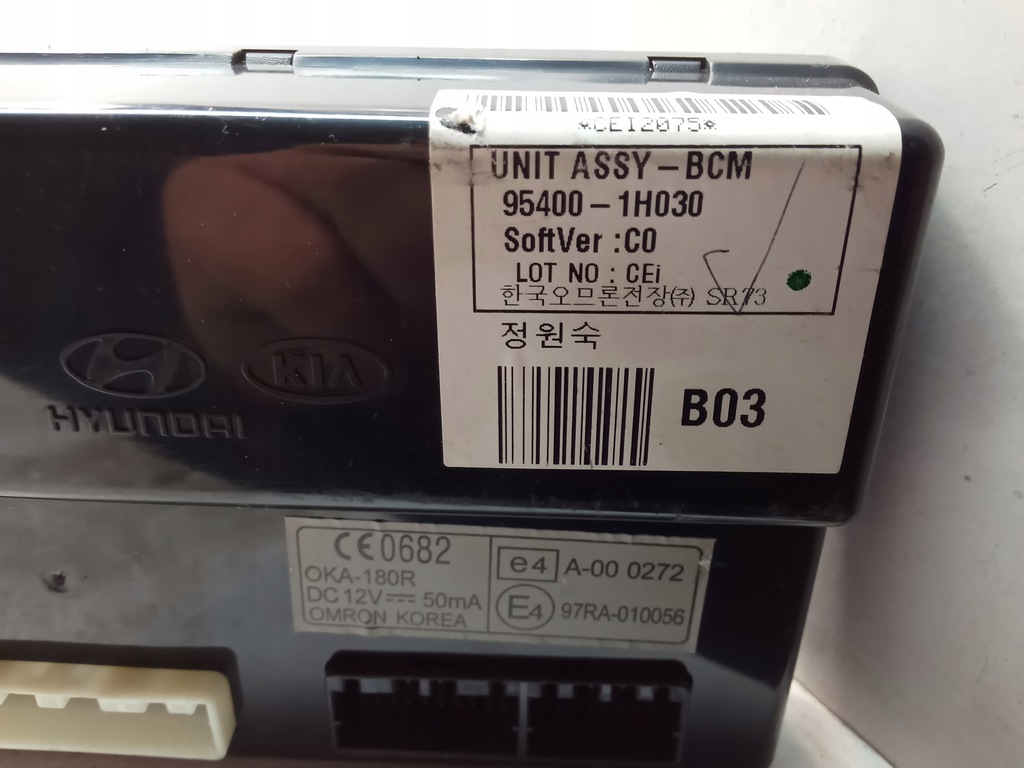 *CEI2075*
UNIT ASSY-BCM
95400-1H030
SoftVer :C0
LOT NO : CEi
한국오므론전장(주) SR73
정원숙
B03
KIA
HYUNDAI
CE0682
OKA-180R
DC 12V⎓ 50mA
OMRON KOREA
e4 A-00 0272
E4 97RA-010056